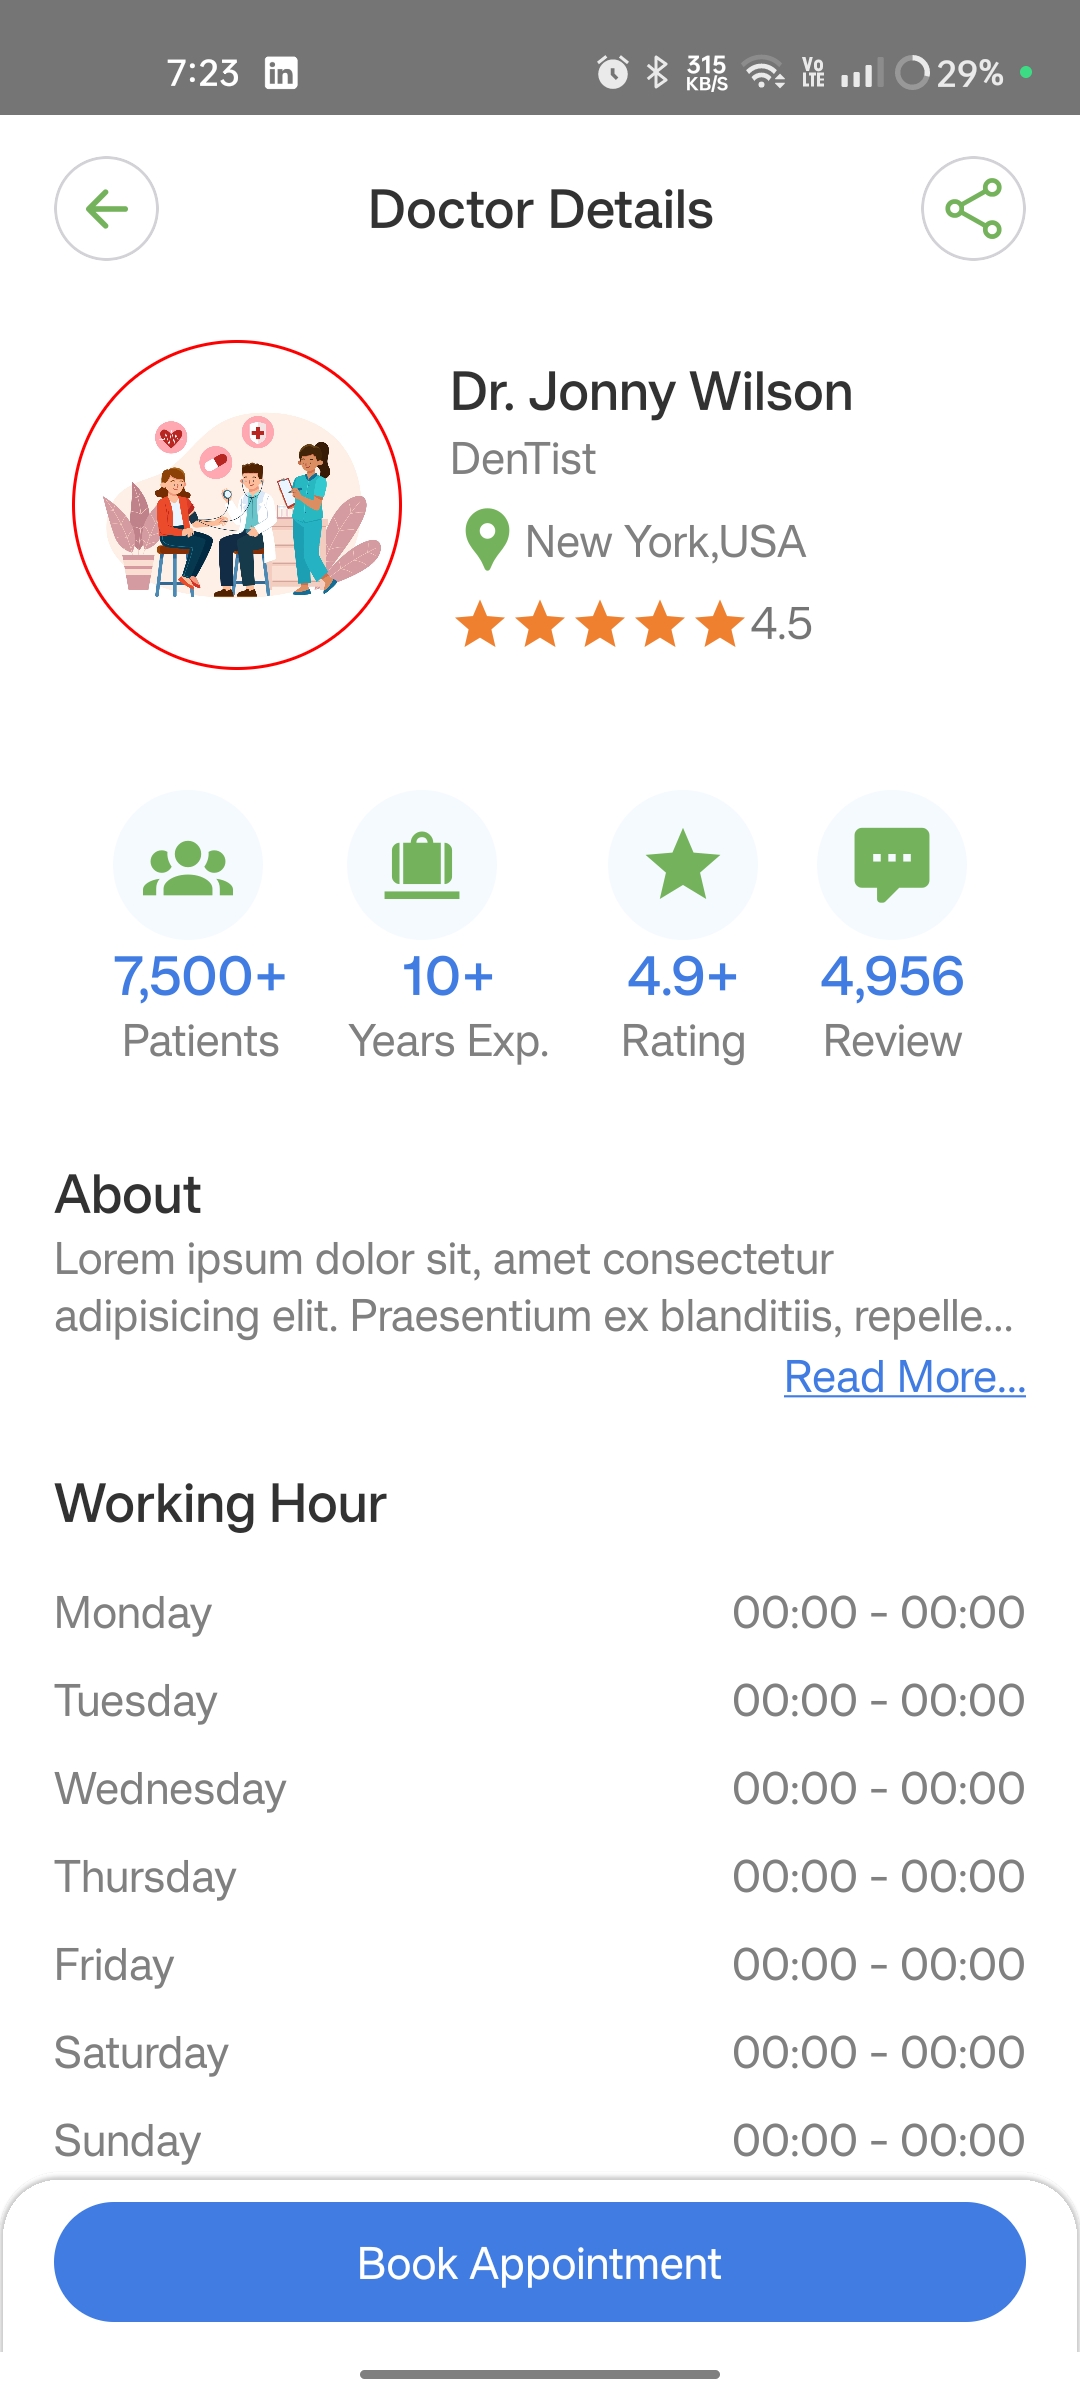 7:23 in 315 KB/S Vo LTE 29%
Doctor Details
Dr. Jonny Wilson
DenTist
New York,USA
4.5
7,500+ 10+ 4.9+ 4,956
Patients Years Exp. Rating Review
About
Lorem ipsum dolor sit, amet consectetur
adipisicing elit. Praesentium ex blanditiis, repelle...
Read More...
Working Hour
Monday 00:00 - 00:00
Tuesday 00:00 - 00:00
Wednesday 00:00 - 00:00
Thursday 00:00 - 00:00
Friday 00:00 - 00:00
Saturday 00:00 - 00:00
Sunday 00:00 - 00:00
Book Appointment